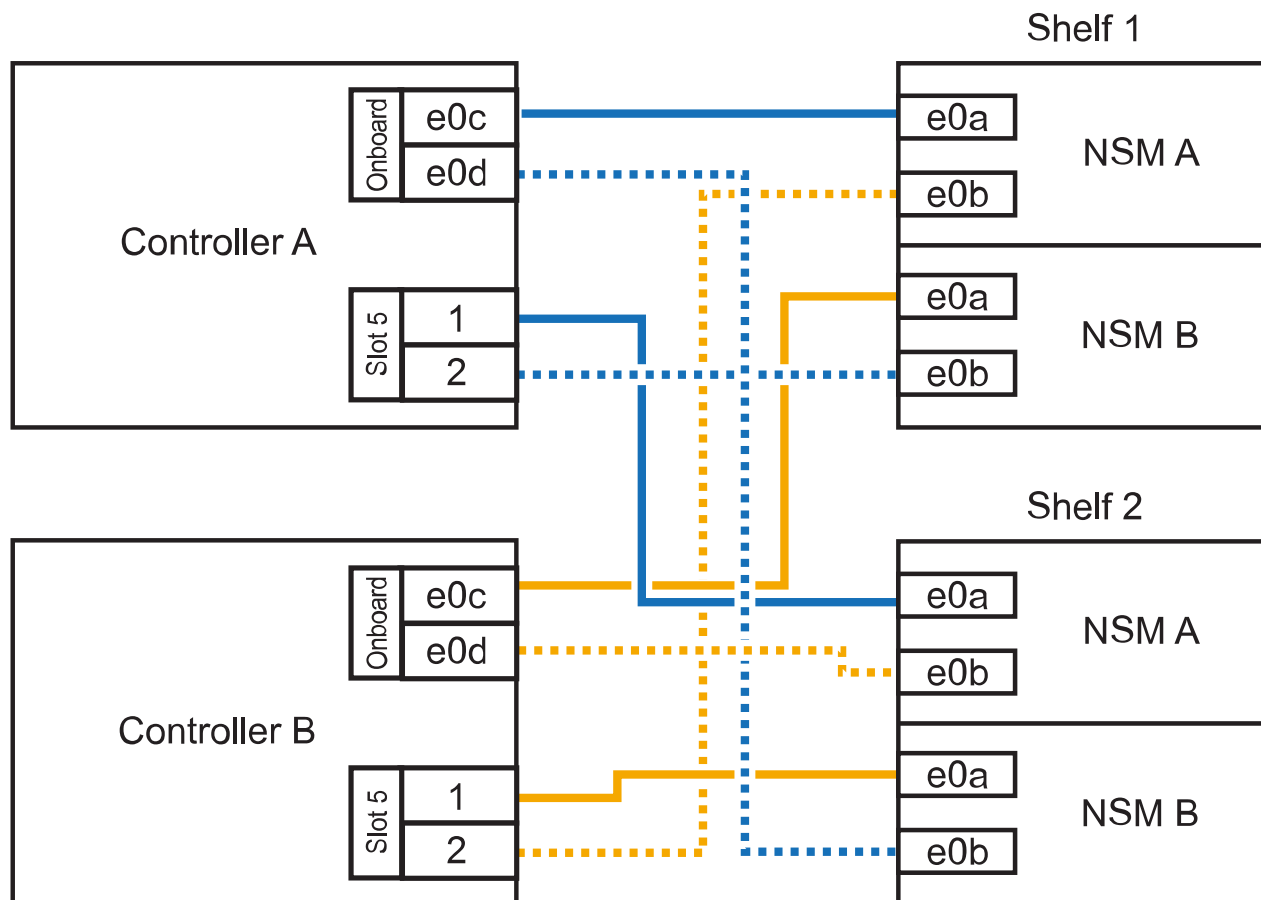 Shelf 1
Onboard
e0c
e0d
Controller A
Slot 5
1
2
e0a
NSM A
e0b
e0a
NSM B
e0b
Shelf 2
Onboard
e0c
e0d
Controller B
Slot 5
1
2
e0a
NSM A
e0b
e0a
NSM B
e0b